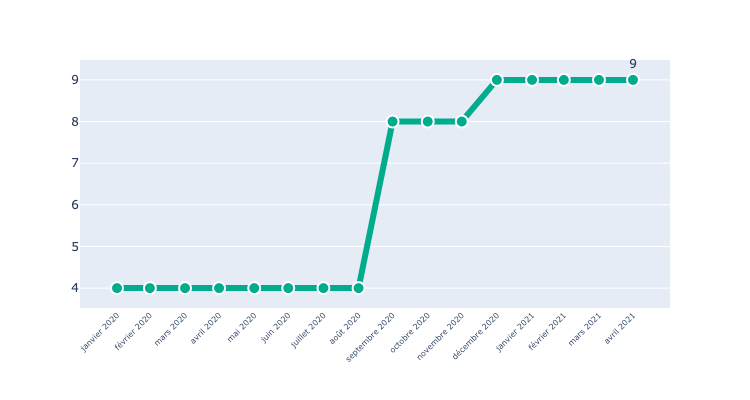 9
9
8
7
6
5
4
janvier 2020
février 2020
mars 2020
avril 2020
mai 2020
juin 2020
juillet 2020
août 2020
septembre 2020
octobre 2020
novembre 2020
décembre 2020
janvier 2021
février 2021
mars 2021
avril 2021